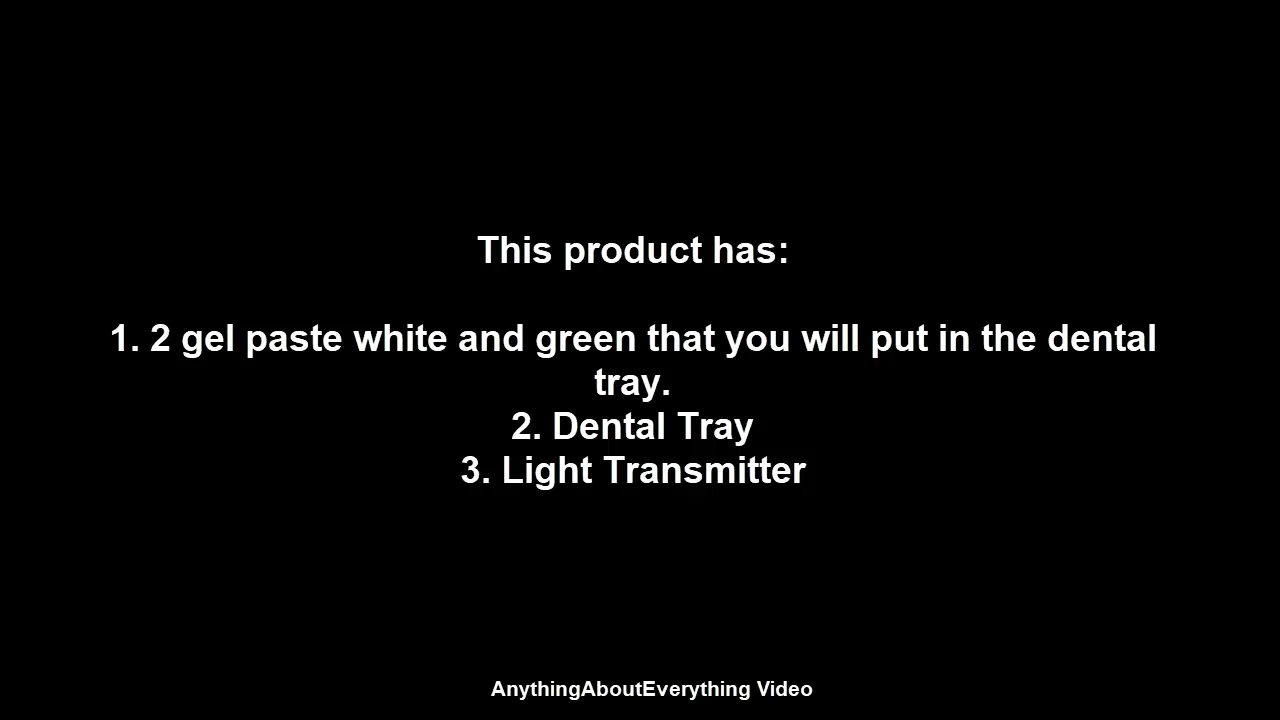 This product has:
1. 2 gel paste white and green that you will put in the dental
tray.
2. Dental Tray
3. Light Transmitter
AnythingAboutEverything Video